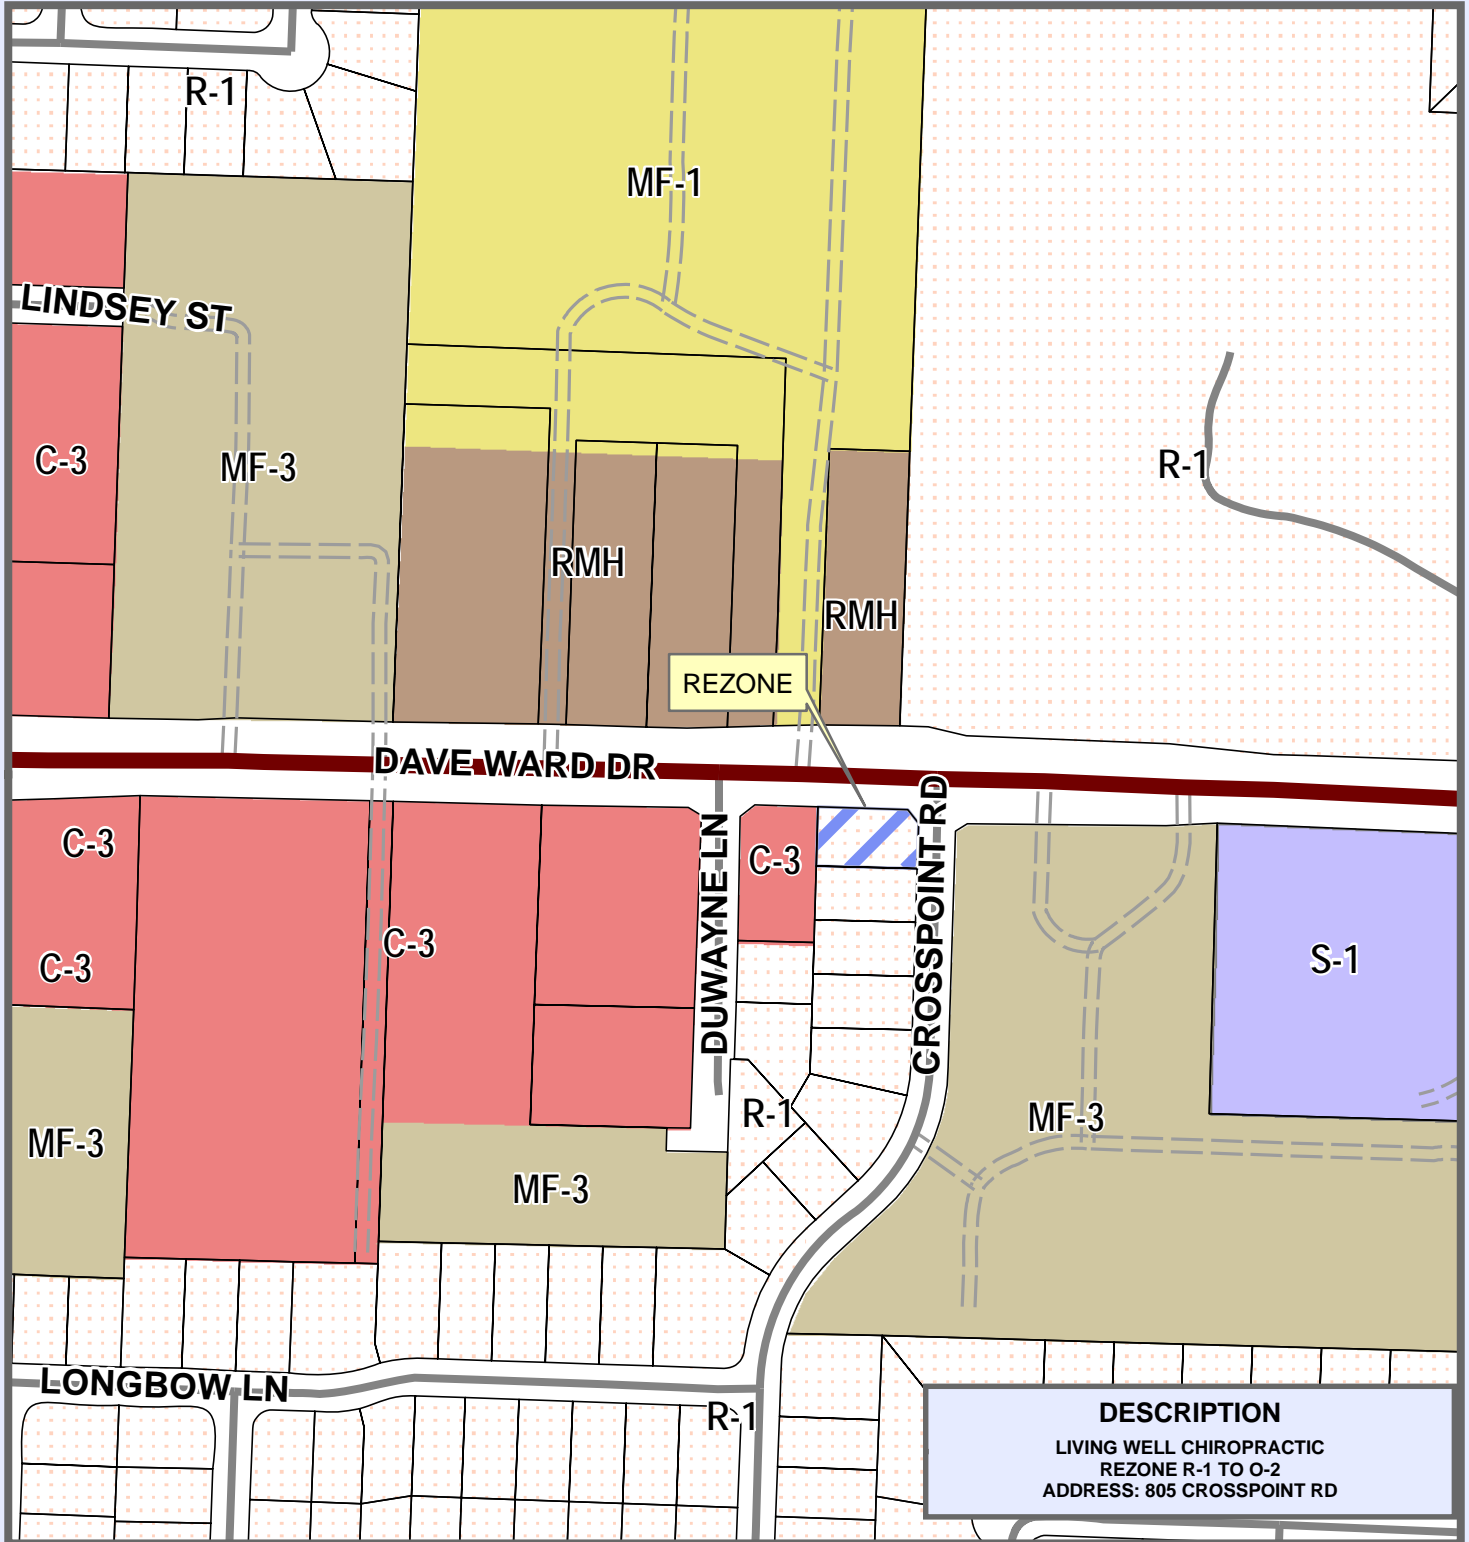 R-1
MF-1
LINDSEY ST
C-3
MF-3
R-1
RMH
RMH
REZONE
DAVE WARD DR
C-3
C-3
C-3
C-3
DUWAYNE LN
CROSSPOINT RD
S-1
R-1
MF-3
MF-3
MF-3
LONGBOW LN
R-1
DESCRIPTION
LIVING WELL CHIROPRACTIC
REZONE R-1 TO O-2
ADDRESS: 805 CROSSPOINT RD